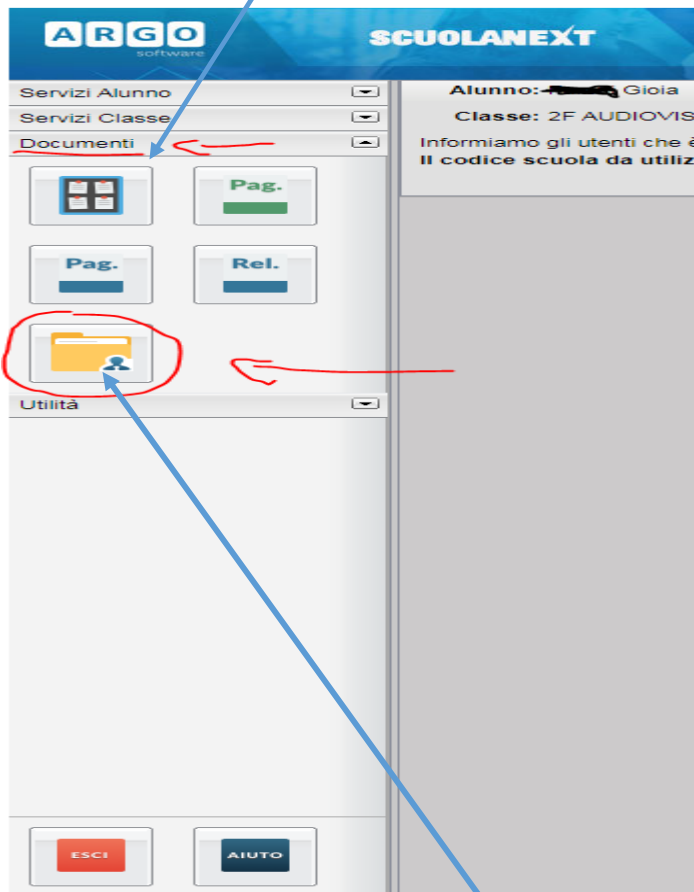 ARGO
software
SCUOLANEXT
Servizi Alunno
Servizi Classe
Documenti
Pag.
Pag.
Rel.
Utilità
ESCI
AIUTO
Alunno: Gioia
Classe: 2F AUDIOVIS
Informiamo gli utenti che è
Il codice scuola da utiliz